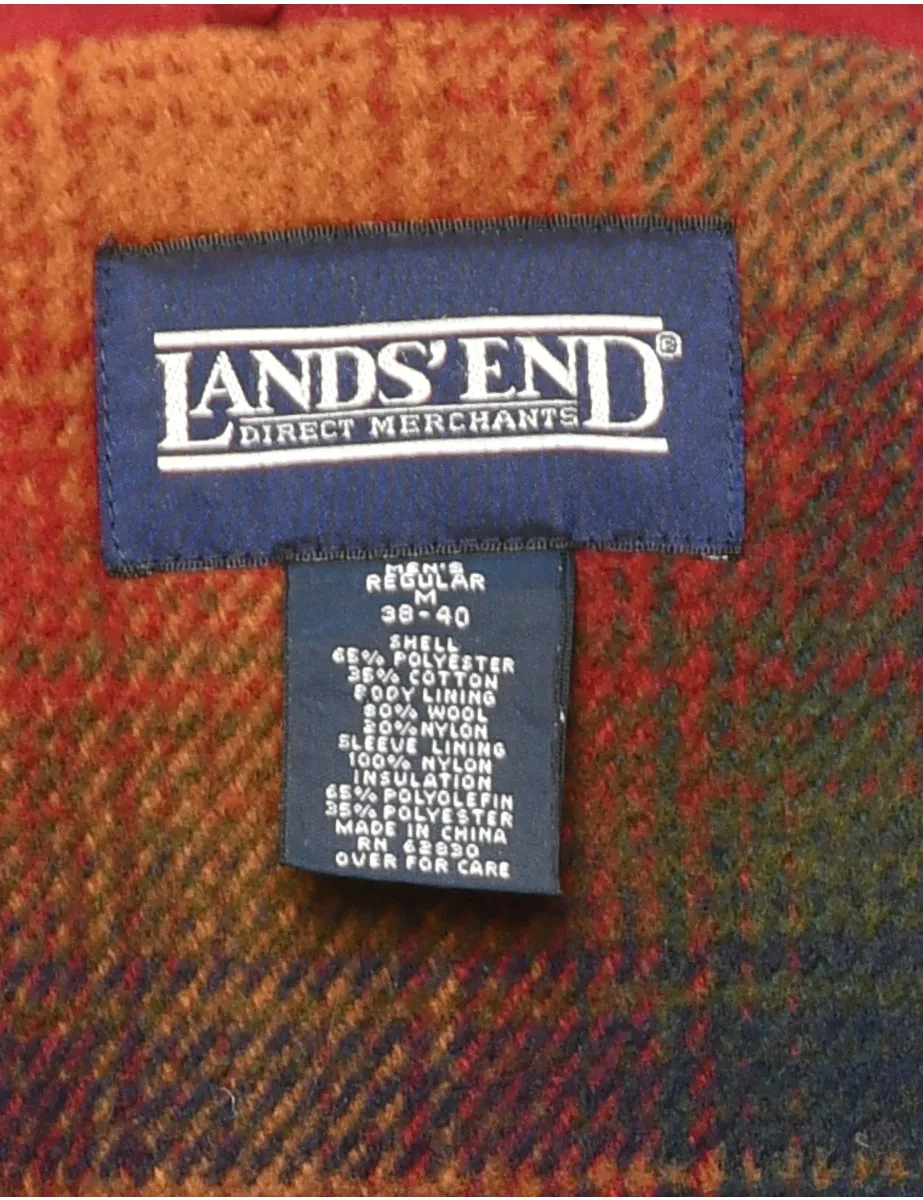 LANDS' END®
DIRECT MERCHANTS
MEN'S
REGULAR
M
38-40
SHELL
65% POLYESTER
35% COTTON
BODY LINING
80% WOOL
20% NYLON
SLEEVE LINING
100% NYLON
INSULATION
65% POLYOLEFIN
35% POLYESTER
MADE IN CHINA
RN 62830
OVER FOR CARE